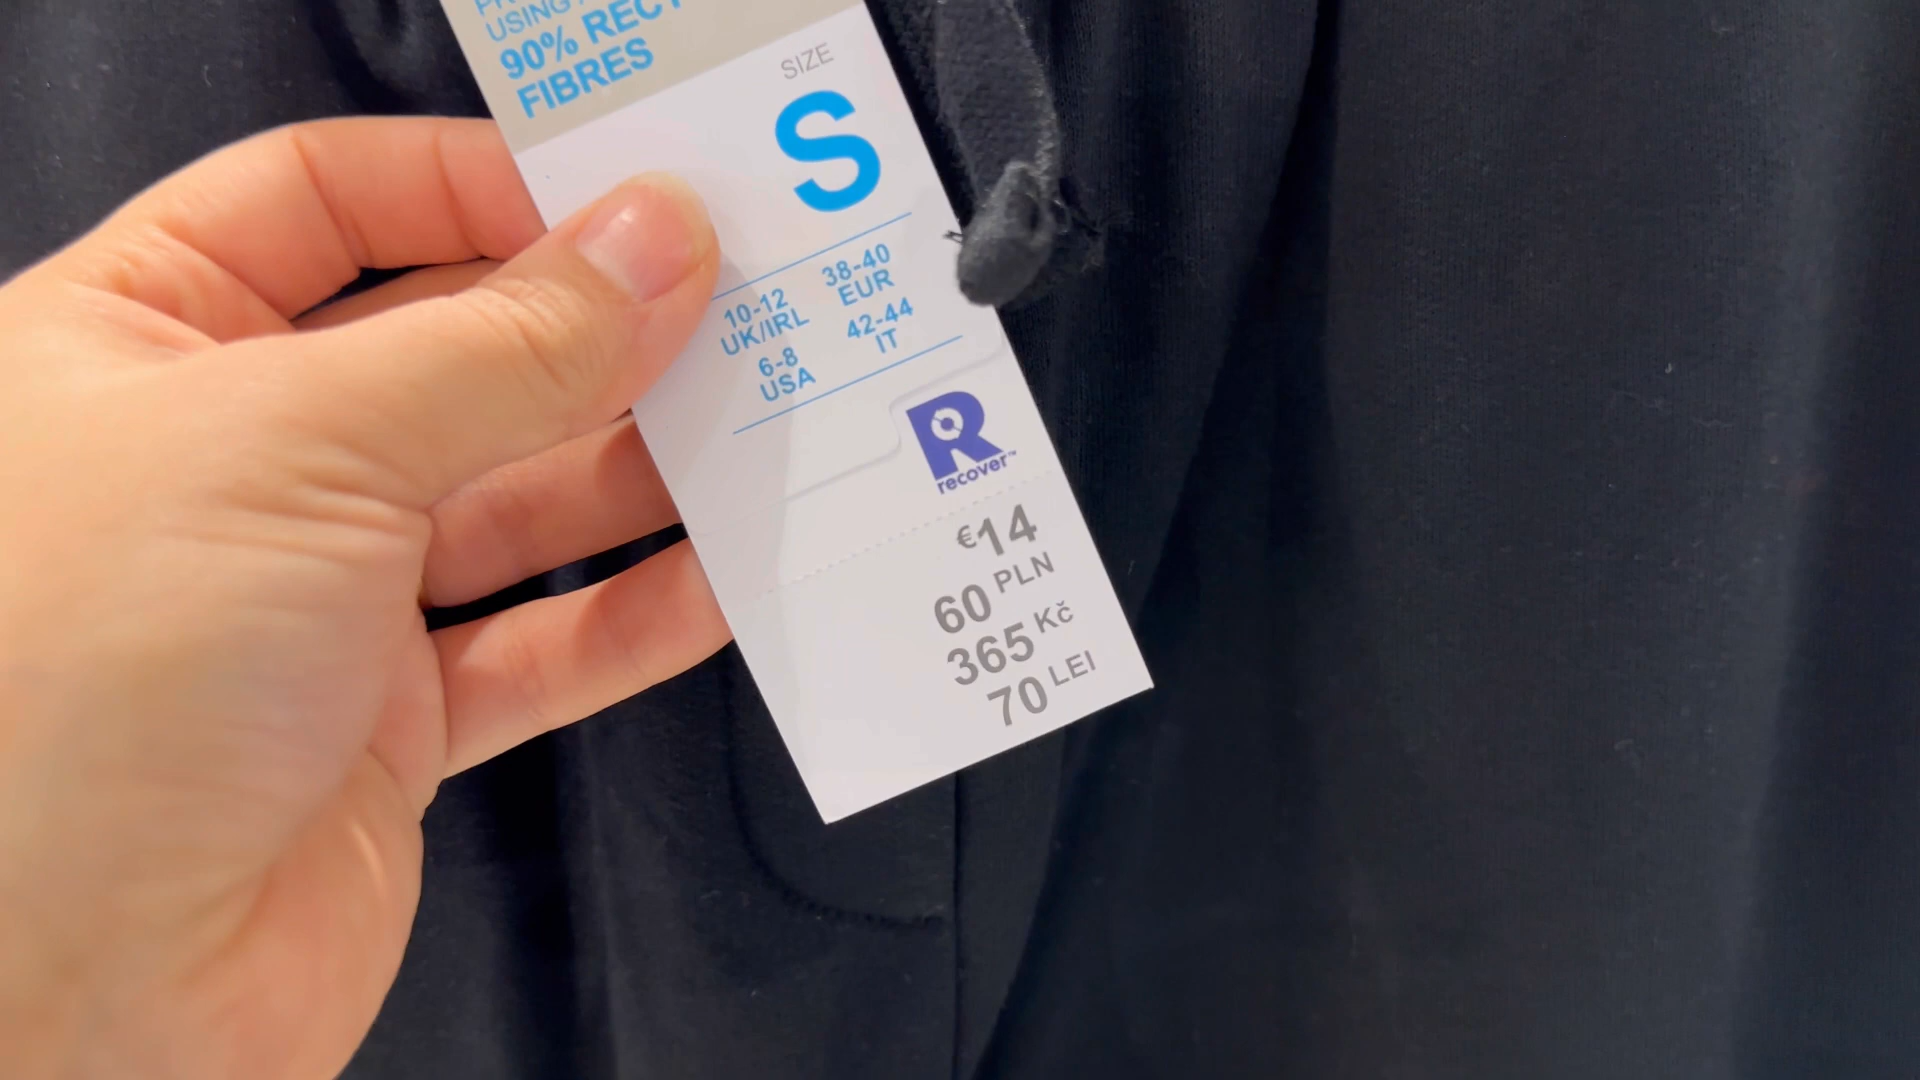 USING
90% RECY
FIBRES
SIZE
S
10-12
UK/IRL
38-40
EUR
6-8
USA
42-44
IT
R
recover™
€14
60 PLN
365 Kč
70 LEI